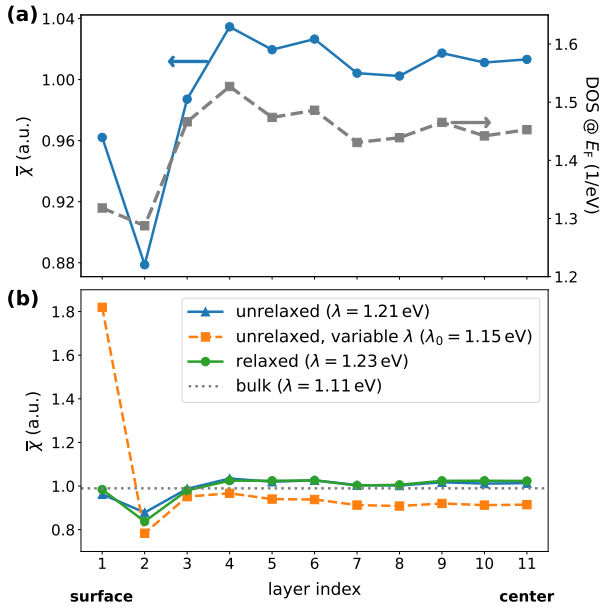 (a)
1.04
1.00
0.96
0.92
0.88
χ̅ (a.u.)
1.6
1.5
1.4
1.3
1.2
DOS @ E_F (1/eV)
(b)
1.8
1.6
1.4
1.2
1.0
0.8
χ̅ (a.u.)
unrelaxed (λ = 1.21 eV)
unrelaxed, variable λ (λ₀ = 1.15 eV)
relaxed (λ = 1.23 eV)
bulk (λ = 1.11 eV)
1 2 3 4 5 6 7 8 9 10 11
surface layer index center